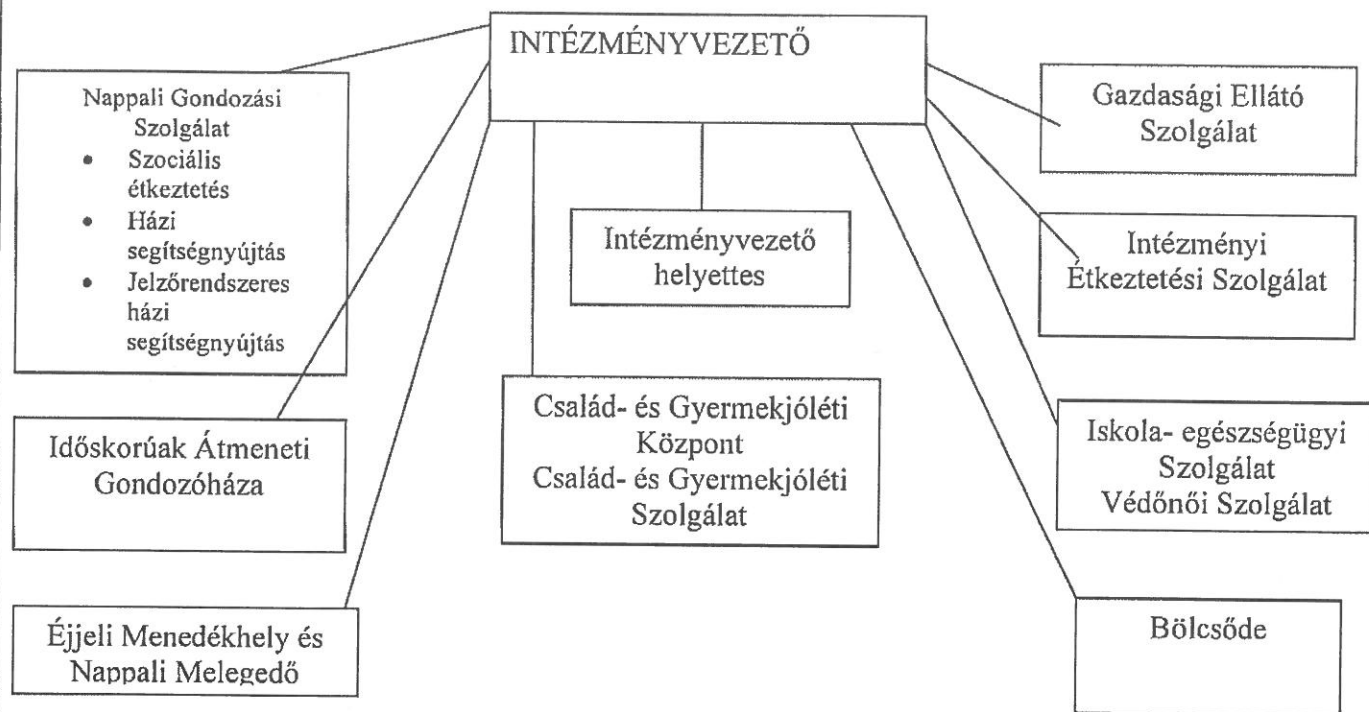 INTÉZMÉNYVEZETŐ
Nappali Gondozási
Szolgálat
• Szociális
étkeztetés
• Házi
segítségnyújtás
• Jelzőrendszeres
házi
segítségnyújtás
Időskorúak Átmeneti
Gondozóháza
Éjjeli Menedékhely és
Nappali Melegedő
Intézményvezető
helyettes
Család- és Gyermekjóléti
Központ
Család- és Gyermekjóléti
Szolgálat
Gazdasági Ellátó
Szolgálat
Intézményi
Étkeztetési Szolgálat
Iskola- egészségügyi
Szolgálat
Védőnői Szolgálat
Bölcsőde